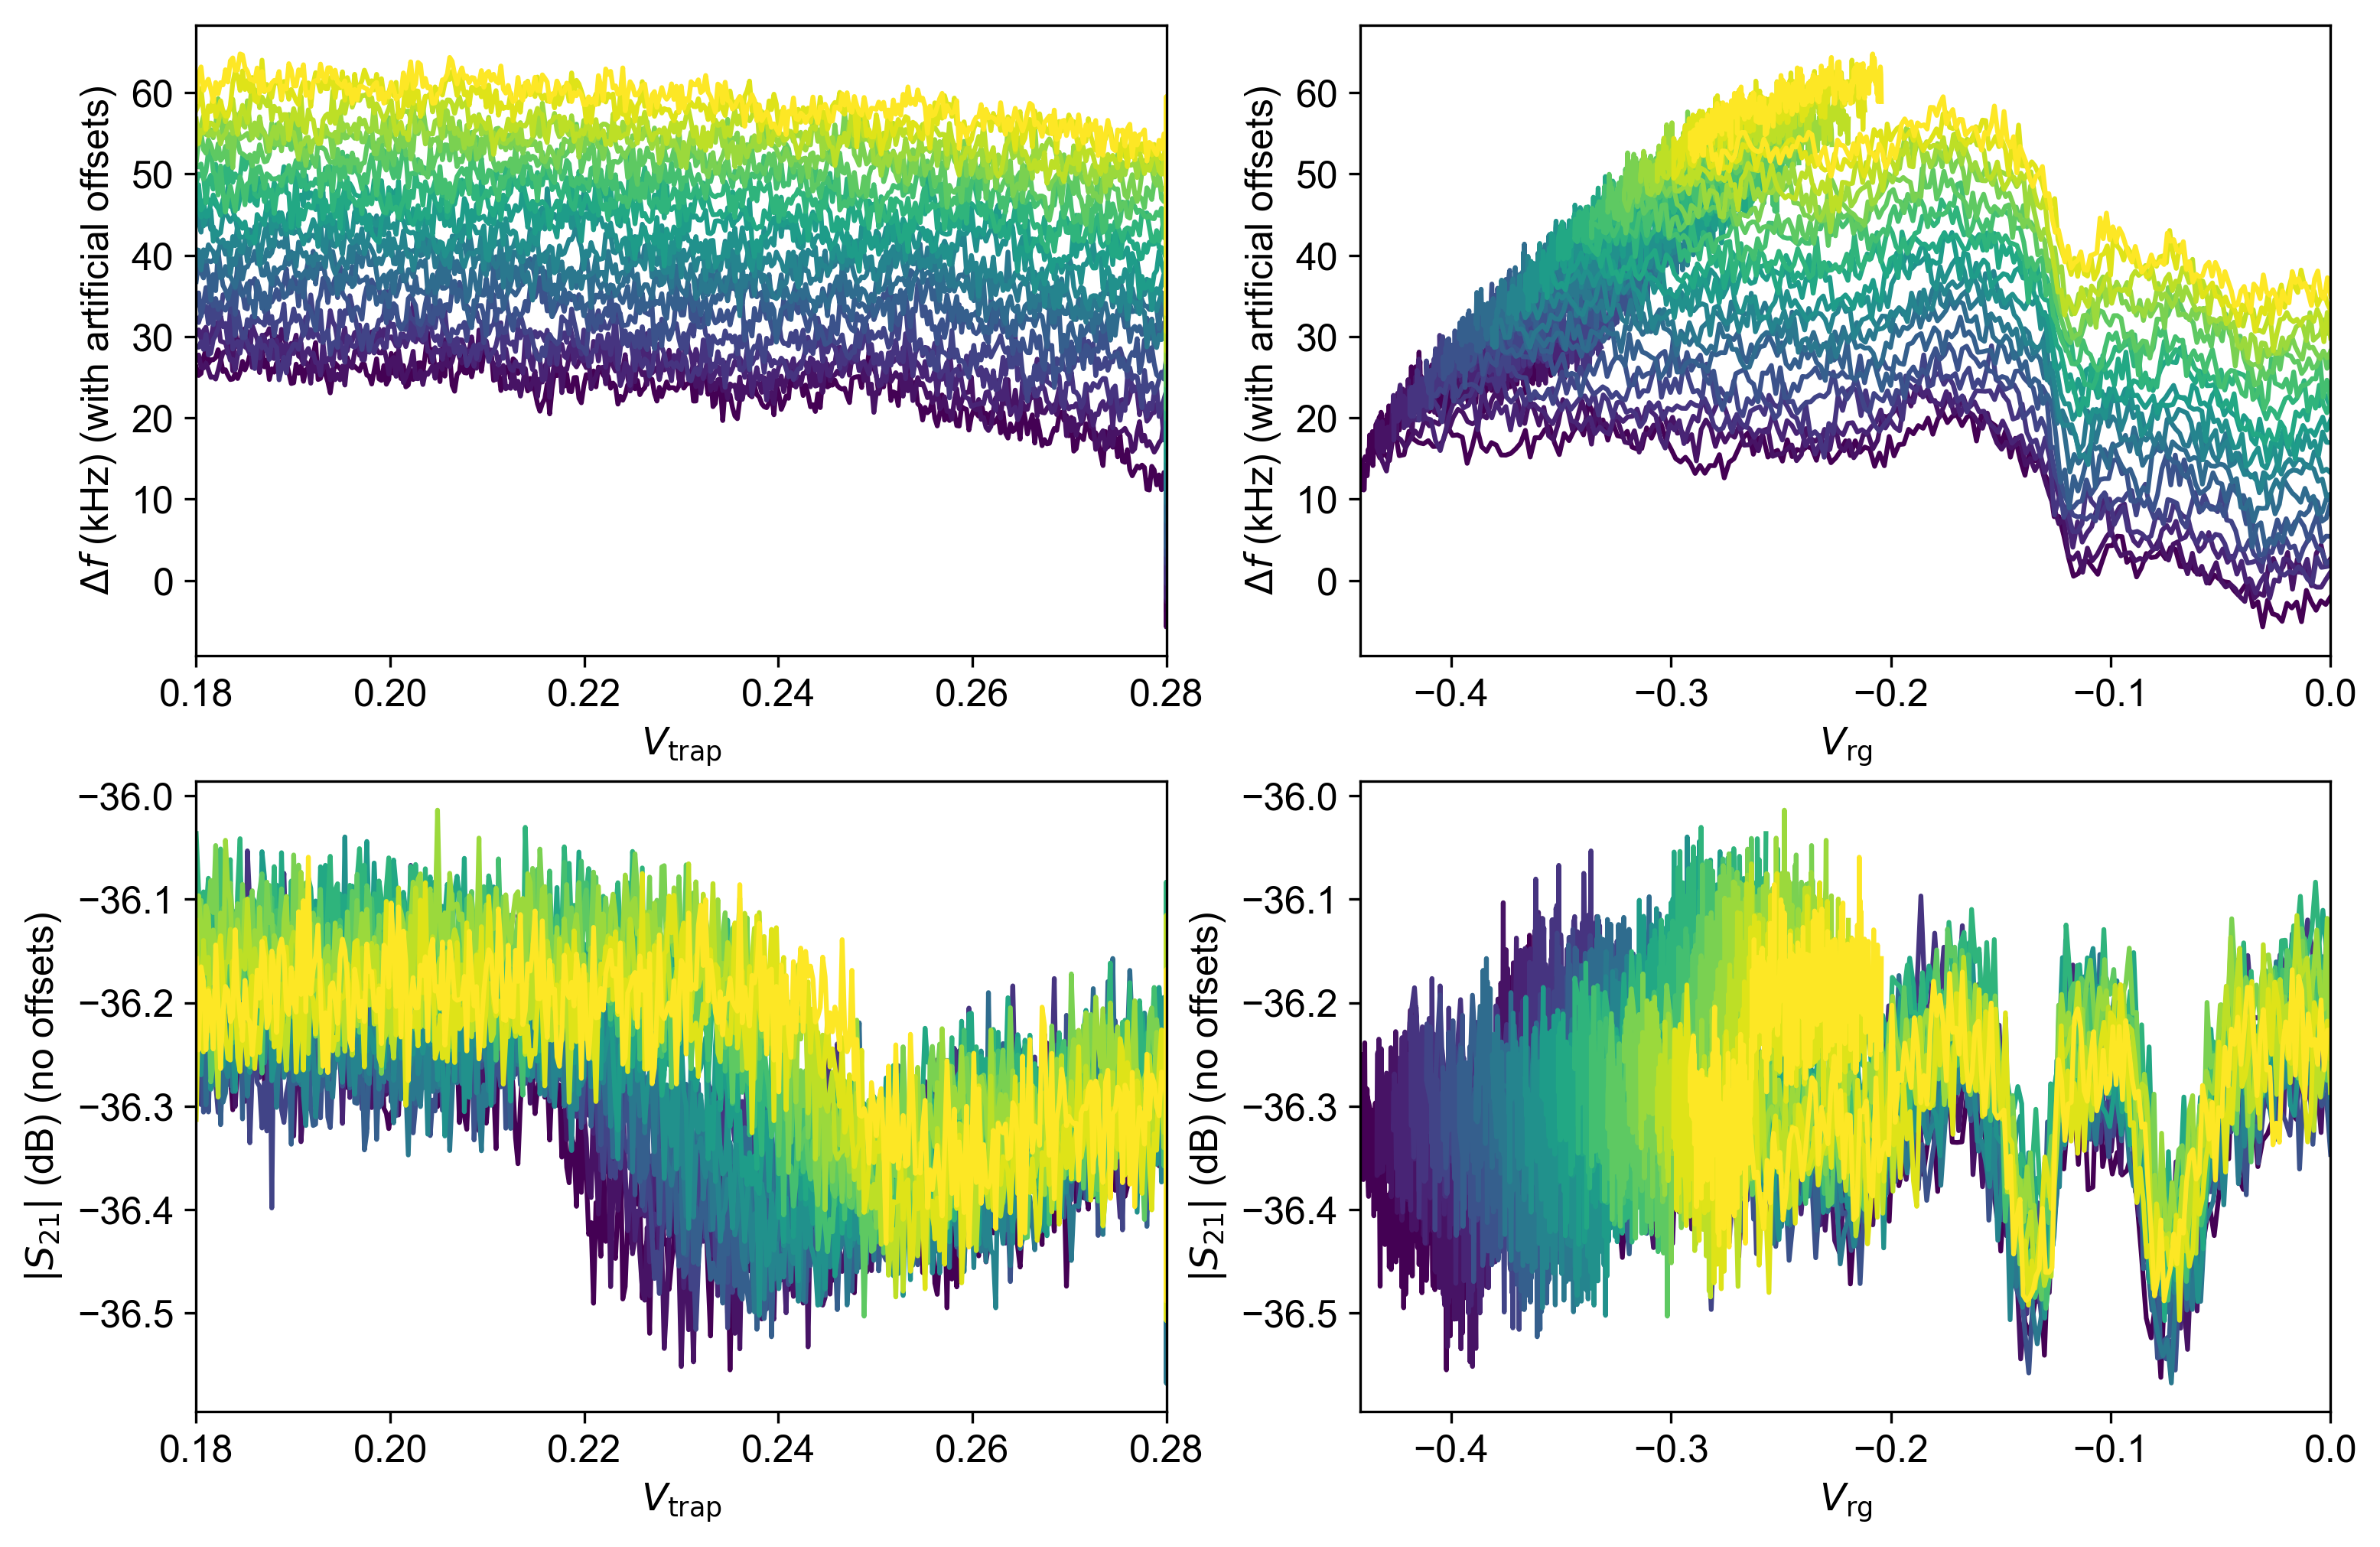 Δf (kHz) (with artificial offsets)
60
50
40
30
20
10
0
0.18 0.20 0.22 0.24 0.26 0.28
V_trap
Δf (kHz) (with artificial offsets)
60
50
40
30
20
10
0
−0.4 −0.3 −0.2 −0.1 0.0
V_rg
|S_21| (dB) (no offsets)
−36.0
−36.1
−36.2
−36.3
−36.4
−36.5
0.18 0.20 0.22 0.24 0.26 0.28
V_trap
|S_21| (dB) (no offsets)
−36.0
−36.1
−36.2
−36.3
−36.4
−36.5
−0.4 −0.3 −0.2 −0.1 0.0
V_rg